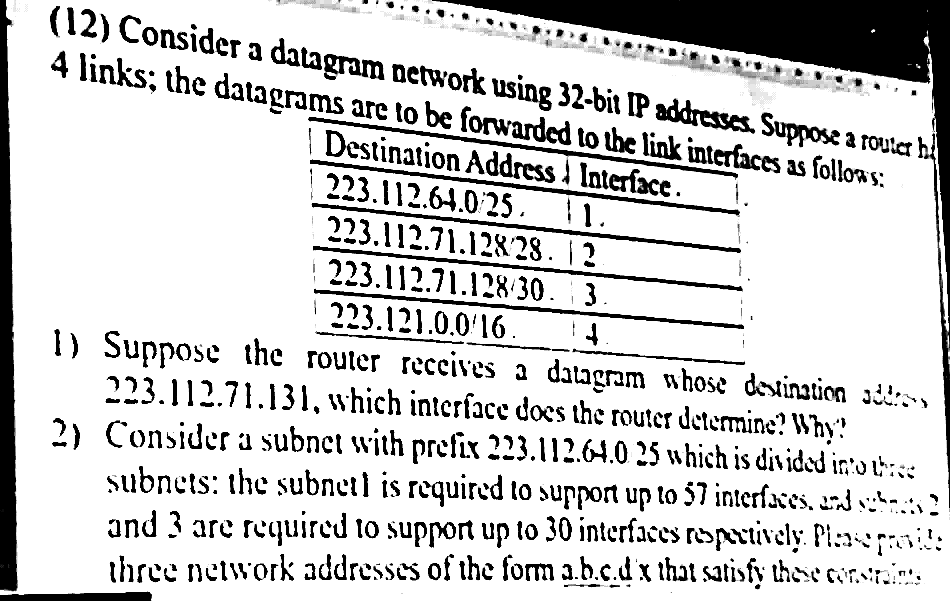 (12) Consider a datagram network using 32-bit IP addresses. Suppose a router
4 links; the datagrams are to be forwarded to the link interfaces as follows:
Destination Address Interface
223.112.64.0/25 1
223.112.71.128/28 2
223.112.71.128/30 3
223.121.0.0/16 4
1) Suppose the router receives a datagram whose destination address
223.112.71.131, which interface does the router determine? Why?
2) Consider a subnet with prefix 223.112.64.0 25 which is divided into three
subnets: the subnet1 is required to support up to 57 interfaces, and subnets 2
and 3 are required to support up to 30 interfaces respectively. Please provide
three network addresses of the form a.b.c.d/x that satisfy these constraints